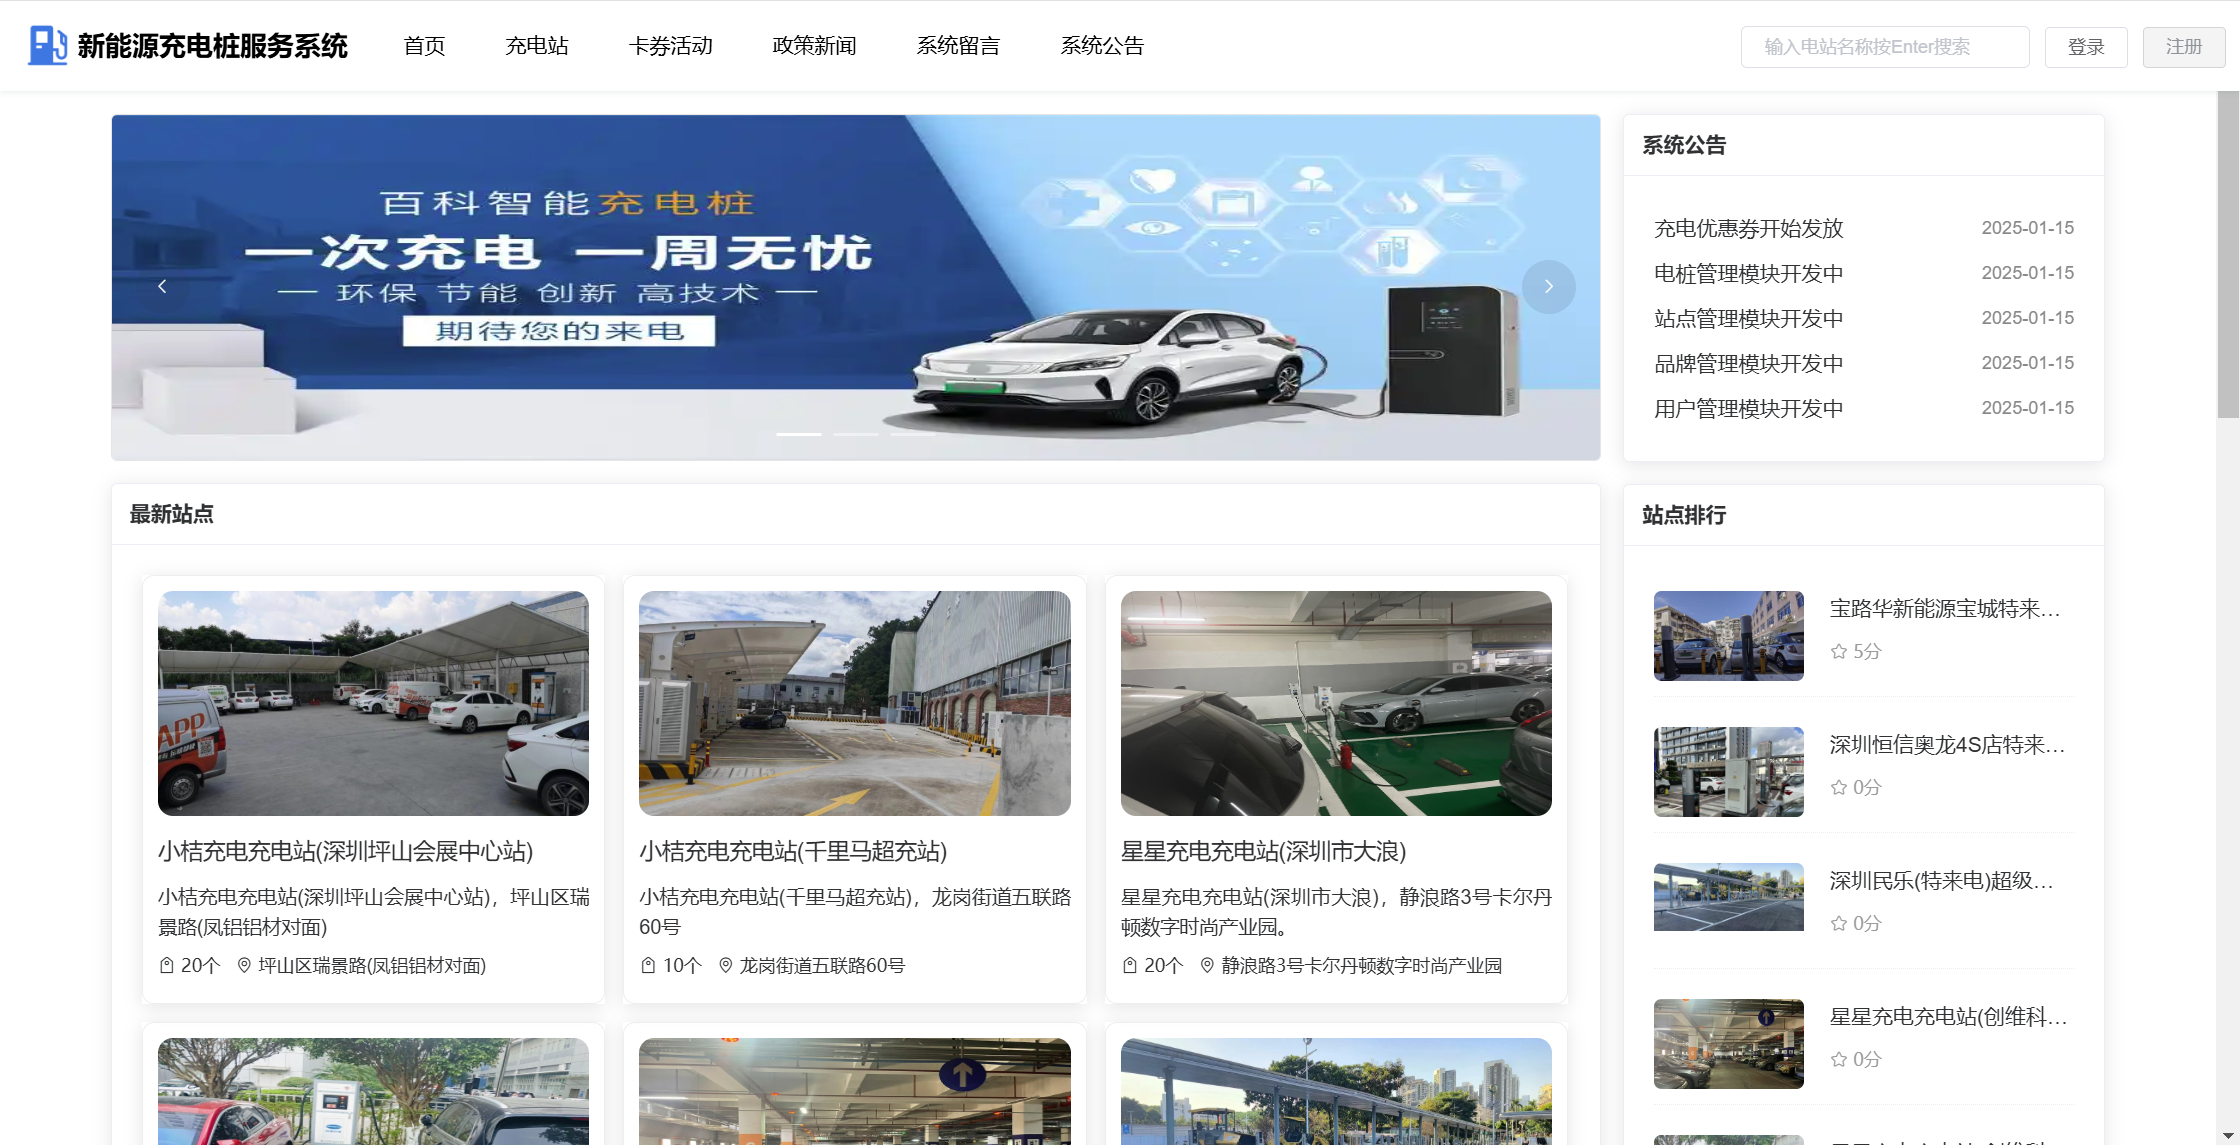 新能源充电桩服务系统
首页
充电站
卡券活动
政策新闻
系统留言
系统公告
输入电站名称按Enter搜索
登录
注册
百科智能充电桩
一次充电 一周无忧
— 环保 节能 创新 高技术 —
期待您的来电
系统公告
充电优惠券开始发放 2025-01-15
电桩管理模块开发中 2025-01-15
站点管理模块开发中 2025-01-15
品牌管理模块开发中 2025-01-15
用户管理模块开发中 2025-01-15
最新站点
APP
小桔充电充电站(深圳坪山会展中心站)
小桔充电充电站(深圳坪山会展中心站)，坪山区瑞
景路(凤铝铝材对面)
20个 坪山区瑞景路(凤铝铝材对面)
小桔充电充电站(千里马超充站)
小桔充电充电站(千里马超充站)，龙岗街道五联路
60号
10个 龙岗街道五联路60号
星星充电充电站(深圳市大浪)
星星充电充电站(深圳市大浪)，静浪路3号卡尔丹
顿数字时尚产业园。
20个 静浪路3号卡尔丹顿数字时尚产业园
站点排行
宝路华新能源宝城特来...
5分
深圳恒信奥龙4S店特来...
0分
深圳民乐(特来电)超级...
0分
星星充电充电站(创维科...
0分